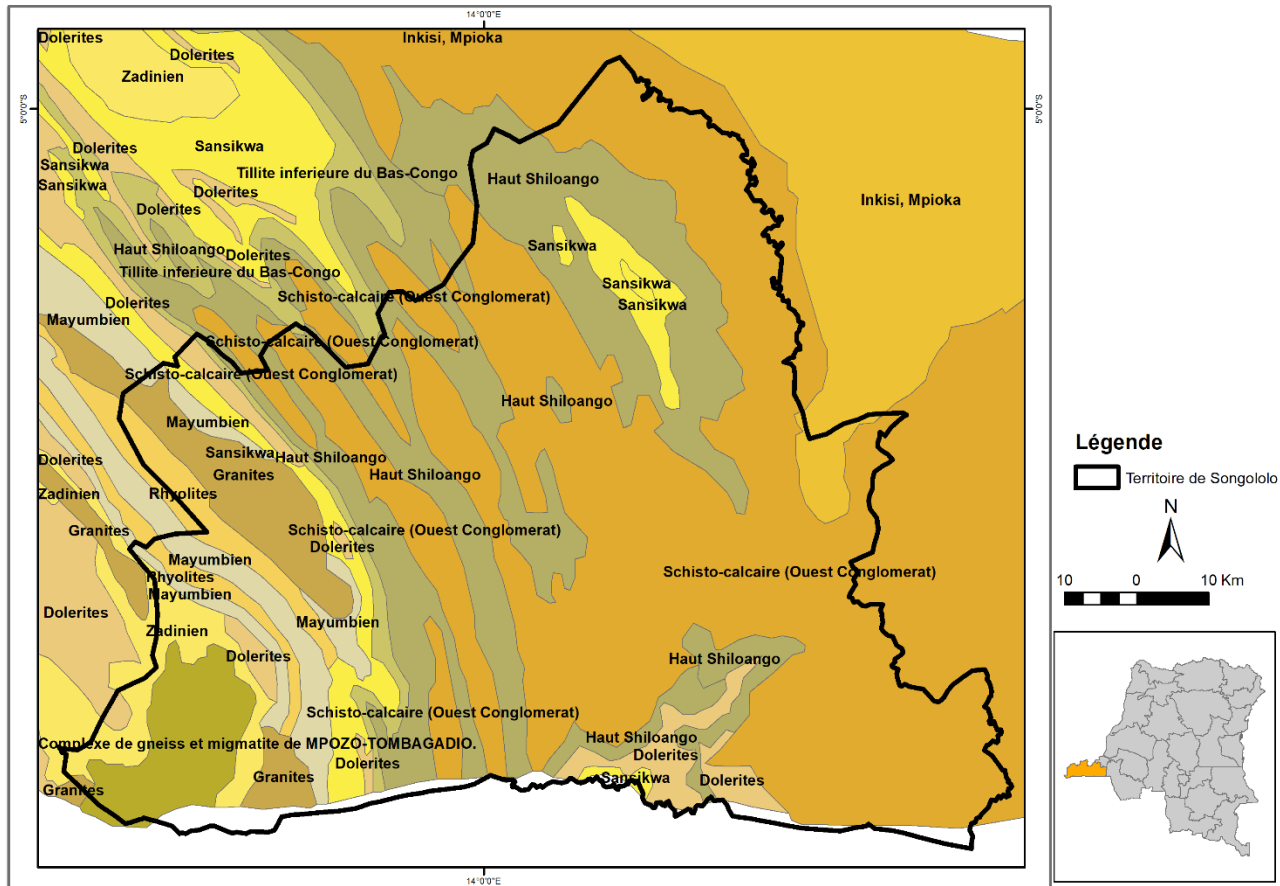 14°0'0"E
Dolerites
Inkisi, Mpioka
Dolerites
Zadinien
5°0'0"S
5°0'0"S
Dolerites
Sansikwa
Sansikwa
Tillite inferieure du Bas-Congo
Haut Shiloango
Sansikwa
Dolerites
Inkisi, Mpioka
Dolerites
Haut Shiloango
Dolerites
Sansikwa
Tillite inferieure du Bas-Congo
Sansikwa
Dolerites
Schisto-calcaire (Ouest Conglomerat)
Sansikwa
Mayumbien
Schisto-calcaire (Ouest Conglomerat)
Schisto-calcaire (Ouest Conglomerat)
Haut Shiloango
Mayumbien
Dolerites
Sansikwa
Haut Shiloango
Granites
Haut Shiloango
Zadinien
Rhyolites
Granites
Schisto-calcaire (Ouest Conglomerat)
Dolerites
Mayumbien
Schisto-calcaire (Ouest Conglomerat)
Rhyolites
Mayumbien
Dolerites
Mayumbien
Zadinien
Dolerites
Haut Shiloango
Schisto-calcaire (Ouest Conglomerat)
Haut Shiloango
Complexe de gneiss et migmatite de MPOZO-TOMBAGADIO.
Dolerites
Dolerites
Granites
Sansikwa
Dolerites
Granites
14°0'0"E
Légende
Territoire de Songololo
N
10 0 10 Km